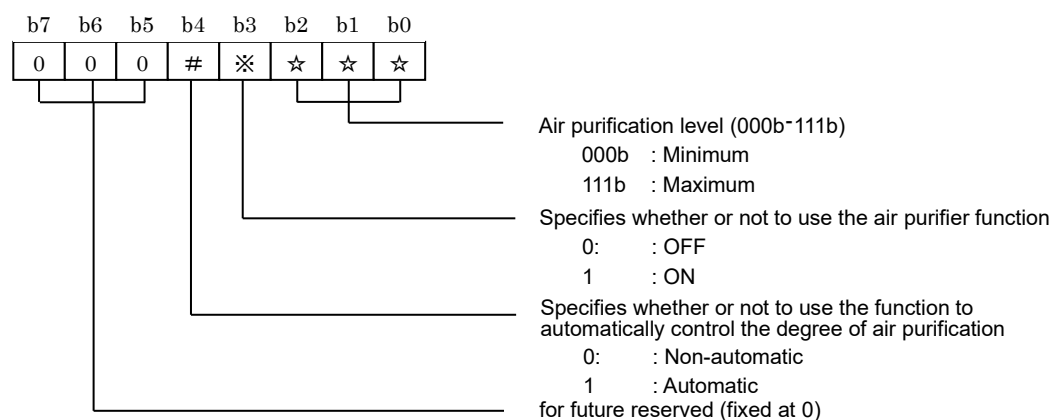 b7 b6 b5 b4 b3 b2 b1 b0
0 0 0 # ※ ☆ ☆ ☆
Air purification level (000b-111b)
000b : Minimum
111b : Maximum
Specifies whether or not to use the air purifier function
0: : OFF
1 : ON
Specifies whether or not to use the function to
automatically control the degree of air purification
0: : Non-automatic
1 : Automatic
for future reserved (fixed at 0)